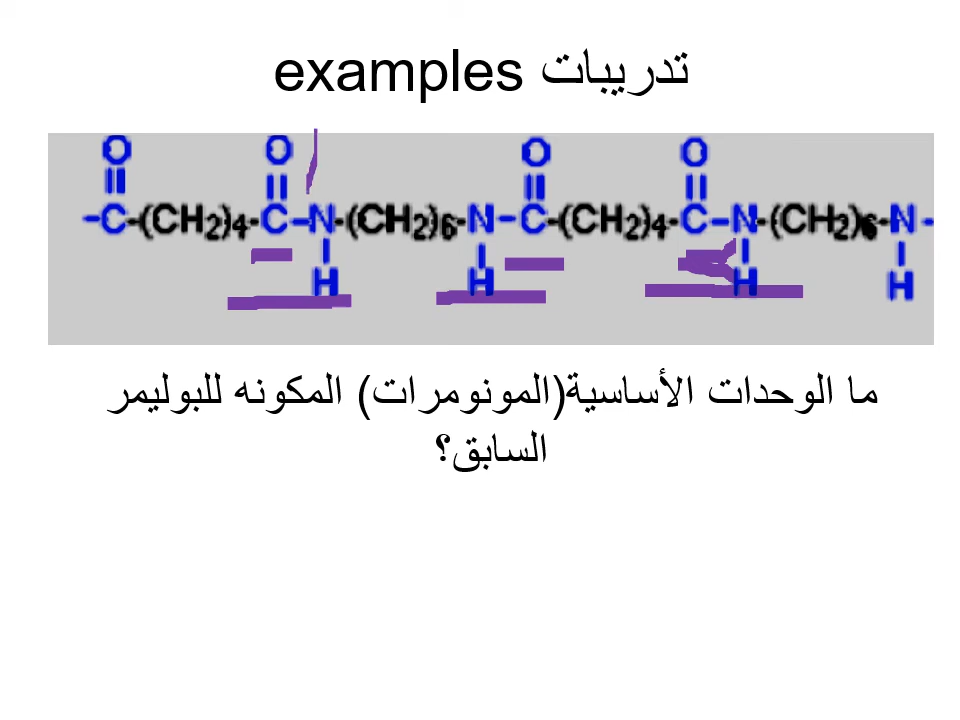 تدريبات examples
O O O O
-C-(CH2)4-C-N-(CH2)6-N-C-(CH2)4-C-N-(CH2)6-N-
H H H H
ما الوحدات الأساسية(المونومرات) المكونه للبوليمر
السابق؟